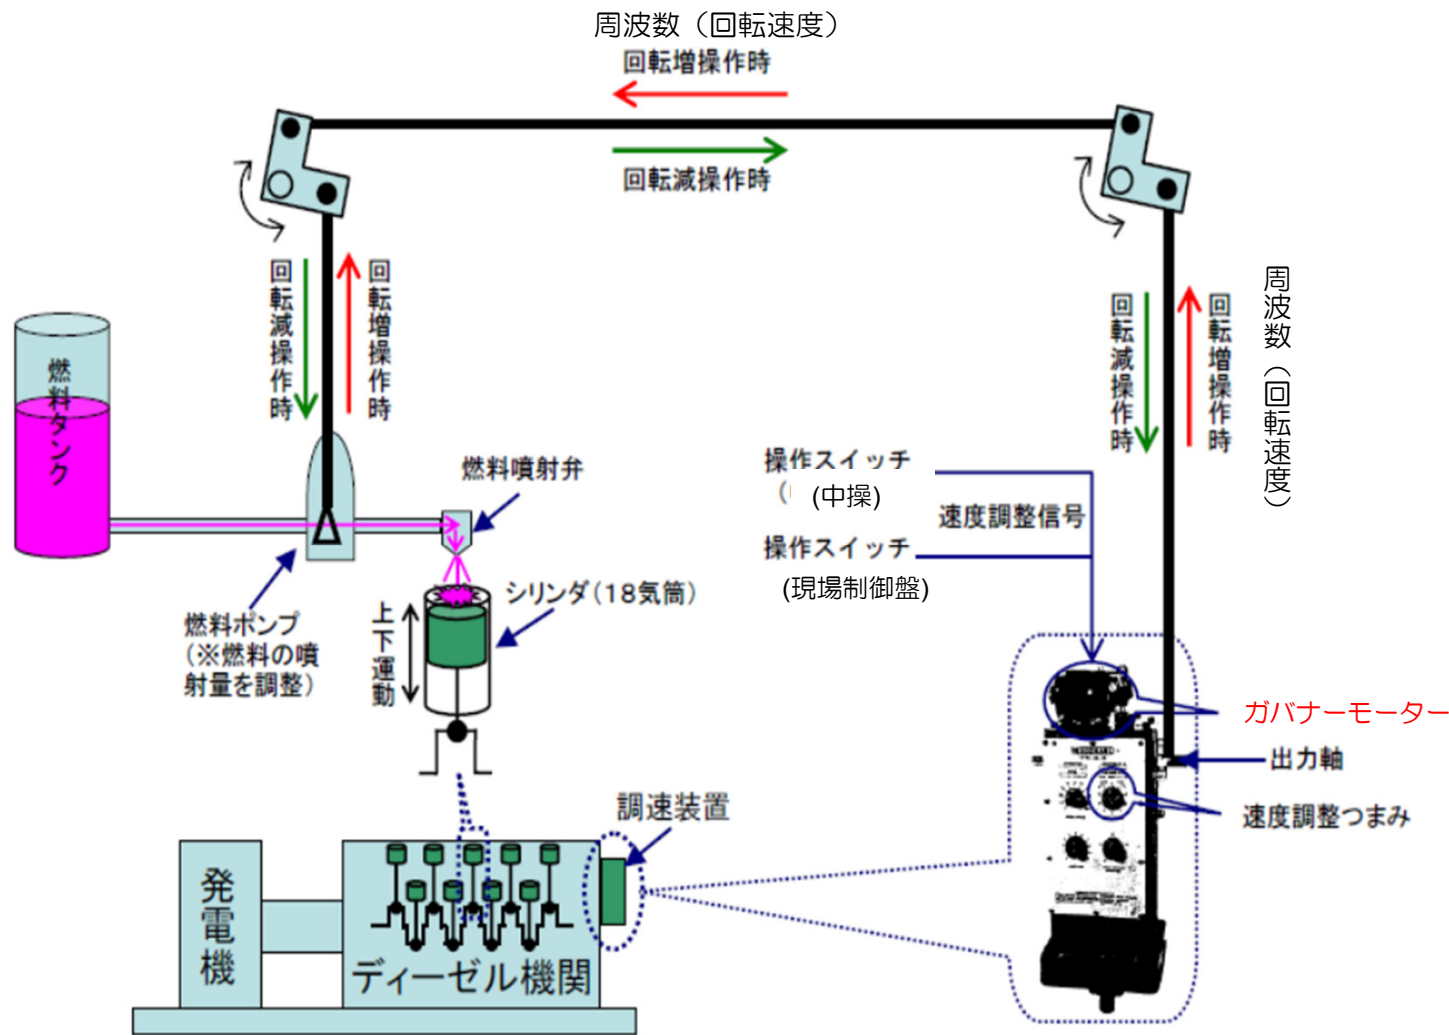 周波数（回転速度）
回転増操作時
回転減操作時
回転減操作時
回転増操作時
周波数（回転速度）
回転減操作時
回転増操作時
燃料タンク
燃料噴射弁
操作スイッチ
(中操)
速度調整信号
操作スイッチ
(現場制御盤)
シリンダ(18気筒)
上下運動
燃料ポンプ
(※燃料の噴
射量を調整)
ガバナーモーター
出力軸
速度調整つまみ
調速装置
発電機
ディーゼル機関